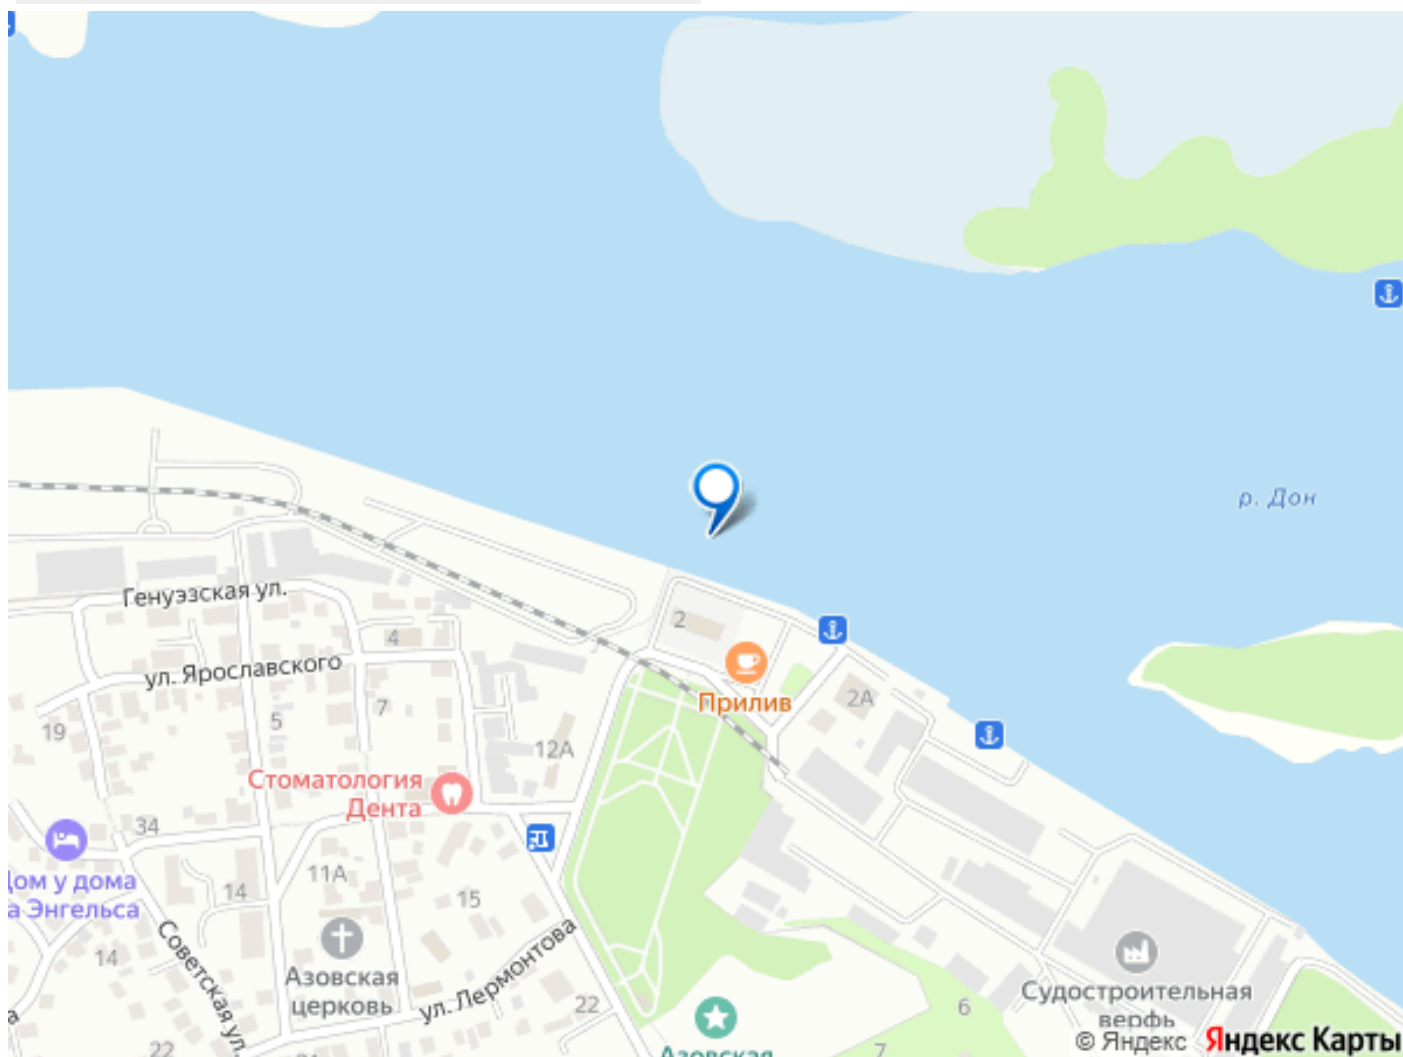 р. Дон
Генуэзская ул.
2
4
ул. Ярославского
Прилив
2А
5
7
19
12А
Стоматология
Дента
34
Дом у дома
на Энгельса
14
11А
15
Советская ул.
14
Азовская
церковь
ул. Лермонтова
22
6
Судостроительная
верфь
22
7
Азовская
© Яндекс
Яндекс Карты